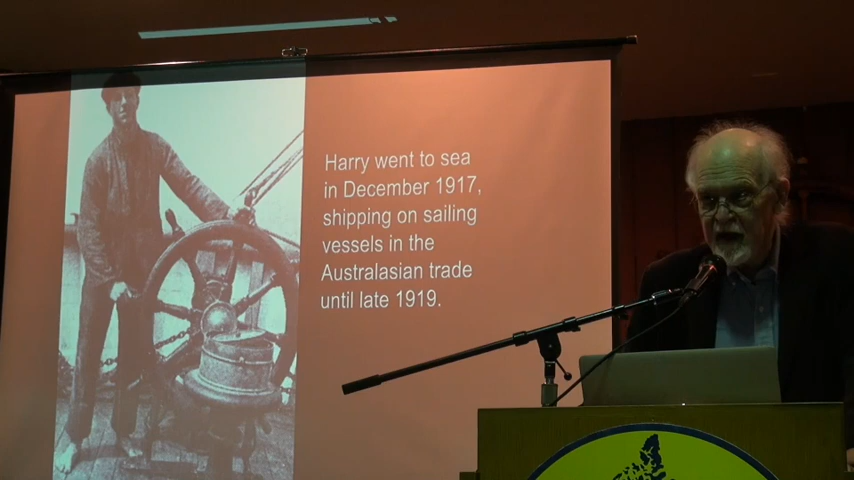 Harry went to sea
in December 1917,
shipping on sailing
vessels in the
Australasian trade
until late 1919.